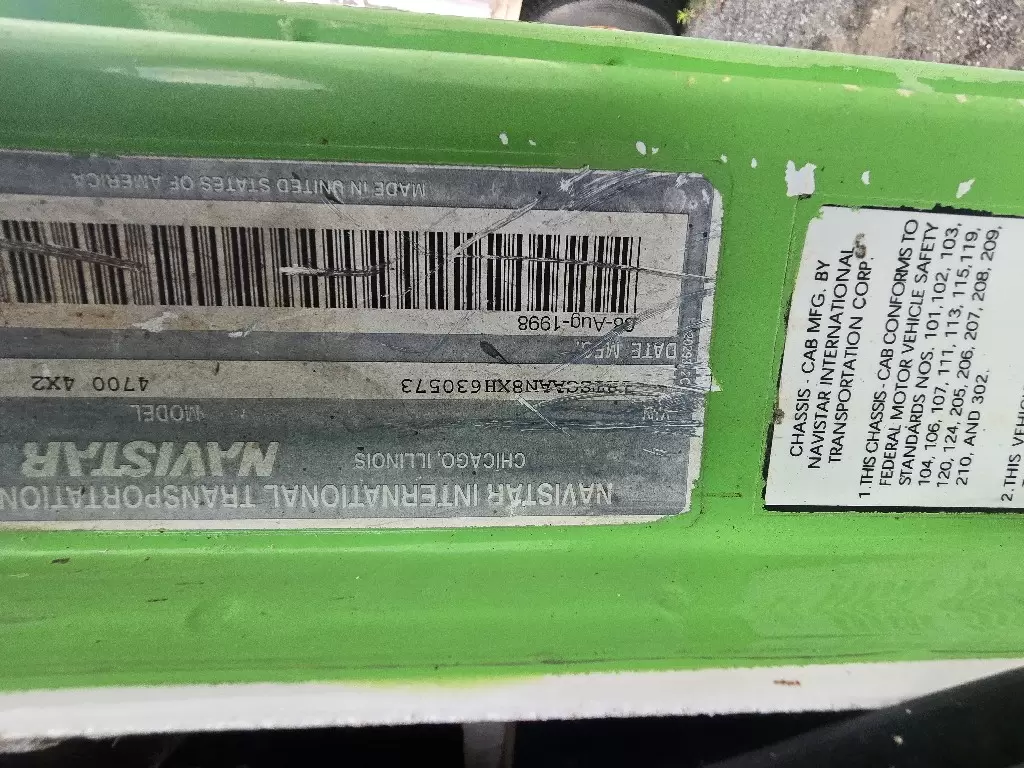 NAVISTAR INTERNATIONAL TRANSPORTATION
CHICAGO, ILLINOIS
NAVISTAR
VIN
MODEL
CAAN8XH630573
4700 4X2
DATE MFG.
-Aug-1998
MADE IN UNITED STATES OF AMERICA
CHASSIS - CAB MFG. BY
NAVISTAR INTERNATIONAL
TRANSPORTATION CORP.
1. THIS CHASSIS - CAB CONFORMS TO
FEDERAL MOTOR VEHICLE SAFETY
STANDARDS NOS. 101, 102, 103,
104, 106, 107, 111, 113, 115, 119,
120, 124, 205, 206, 207, 208, 209,
210, AND 302.
2. THIS